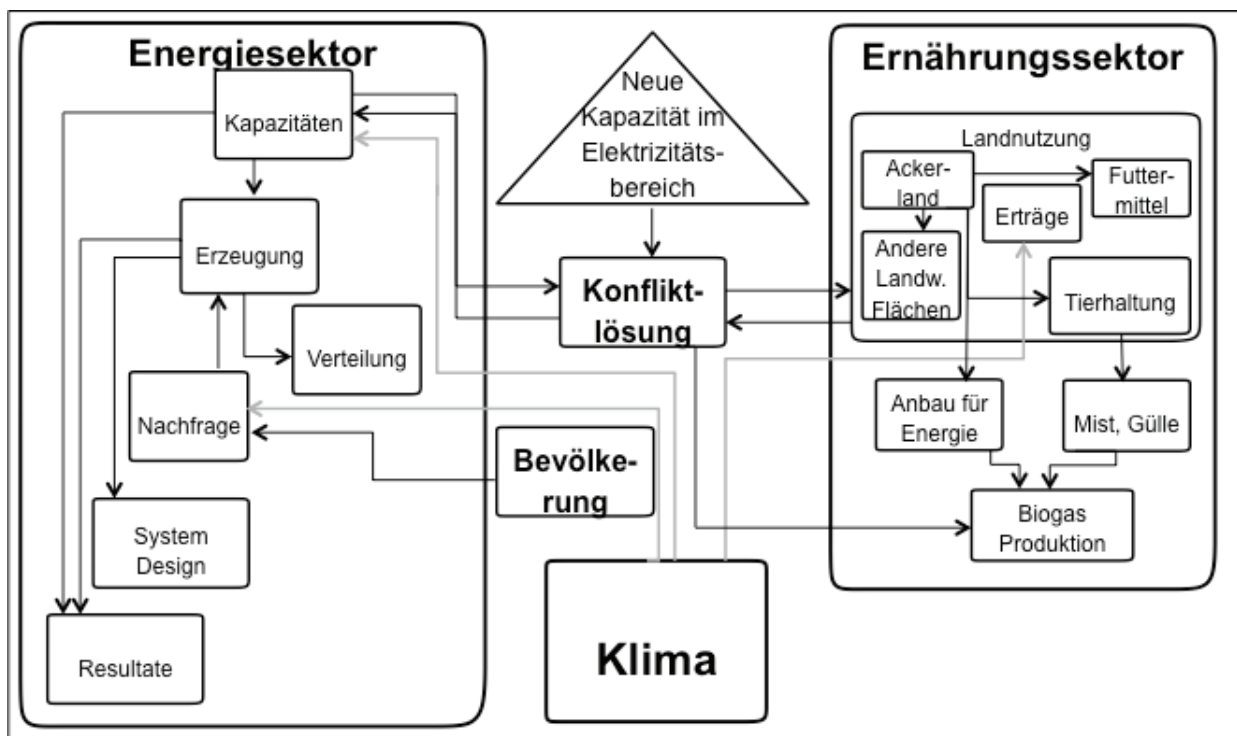 Energiesektor
Kapazitäten
Erzeugung
Verteilung
Nachfrage
System
Design
Resultate
Neue
Kapazität im
Elektrizitäts-
bereich
Konflikt-
lösung
Bevölke-
rung
Klima
Ernährungssektor
Landnutzung
Acker-
land
Futter-
mittel
Erträge
Andere
Landw.
Flächen
Tierhaltung
Anbau für
Energie
Mist, Gülle
Biogas
Produktion